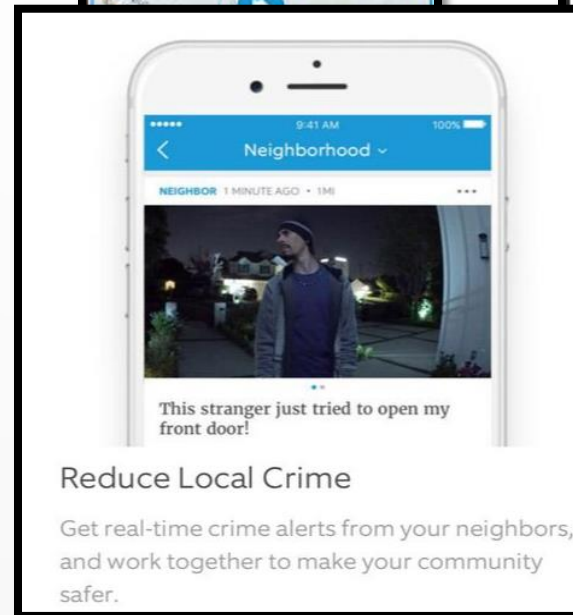 9:41 AM 100%
Neighborhood
NEIGHBOR 1 MINUTE AGO • 1MI
This stranger just tried to open my
front door!
Reduce Local Crime
Get real-time crime alerts from your neighbors,
and work together to make your community
safer.